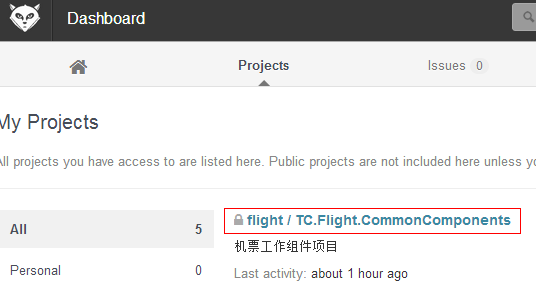 Dashboard
Projects
Issues 0
My Projects
All projects you have access to are listed here. Public projects are not included here unless
All 5
flight / TC.Flight.CommonComponents
机票工作组件项目
Personal 0
Last activity: about 1 hour ago